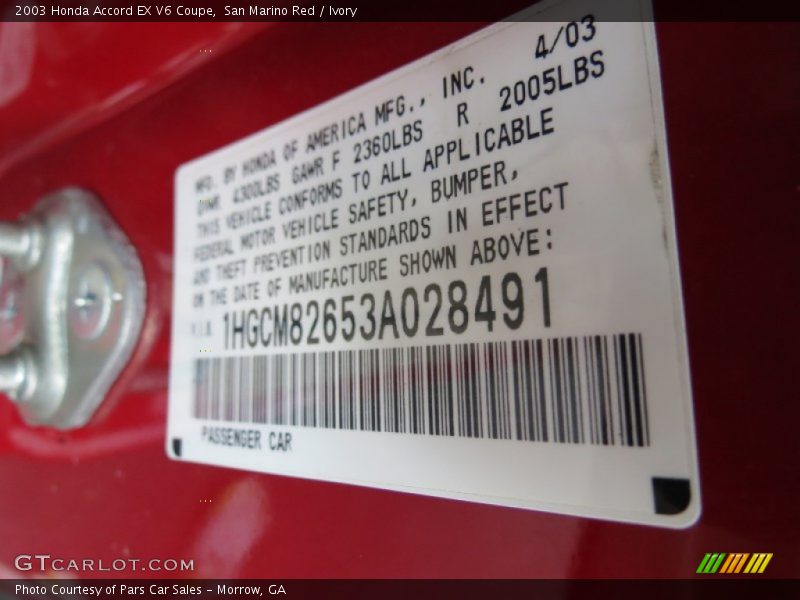 2003 Honda Accord EX V6 Coupe,  San Marino Red / Ivory
4/03
MFD. BY HONDA OF AMERICA MFG., INC.
GVWR 4300LBS GAWR F 2360LBS R 2005LBS
THIS VEHICLE CONFORMS TO ALL APPLICABLE
FEDERAL MOTOR VEHICLE SAFETY, BUMPER,
AND THEFT PREVENTION STANDARDS IN EFFECT
ON THE DATE OF MANUFACTURE SHOWN ABOVE:
V.I.N. 1HGCM82653A028491
PASSENGER CAR
GTCARLOT.COM
Photo Courtesy of Pars Car Sales - Morrow, GA